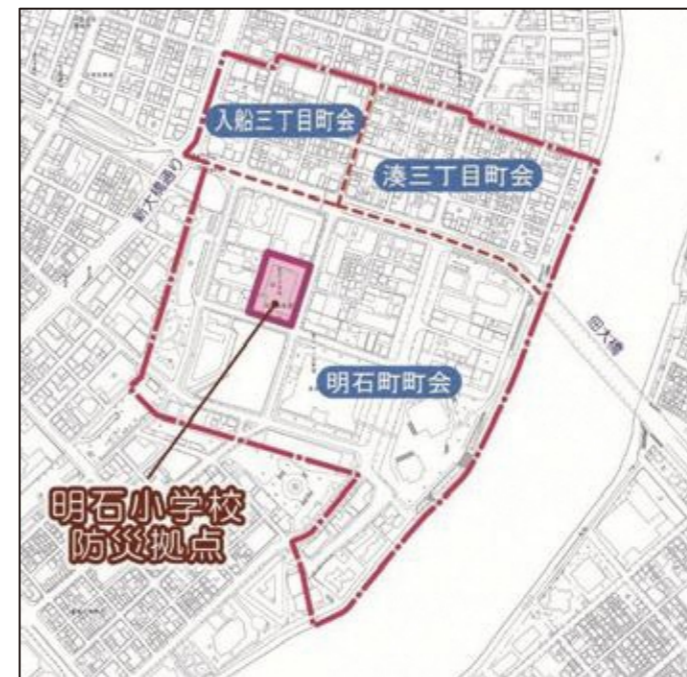 入船三丁目町会
湊三丁目町会
新大橋通り
佃大橋
明石町町会
明石小学校
防災拠点